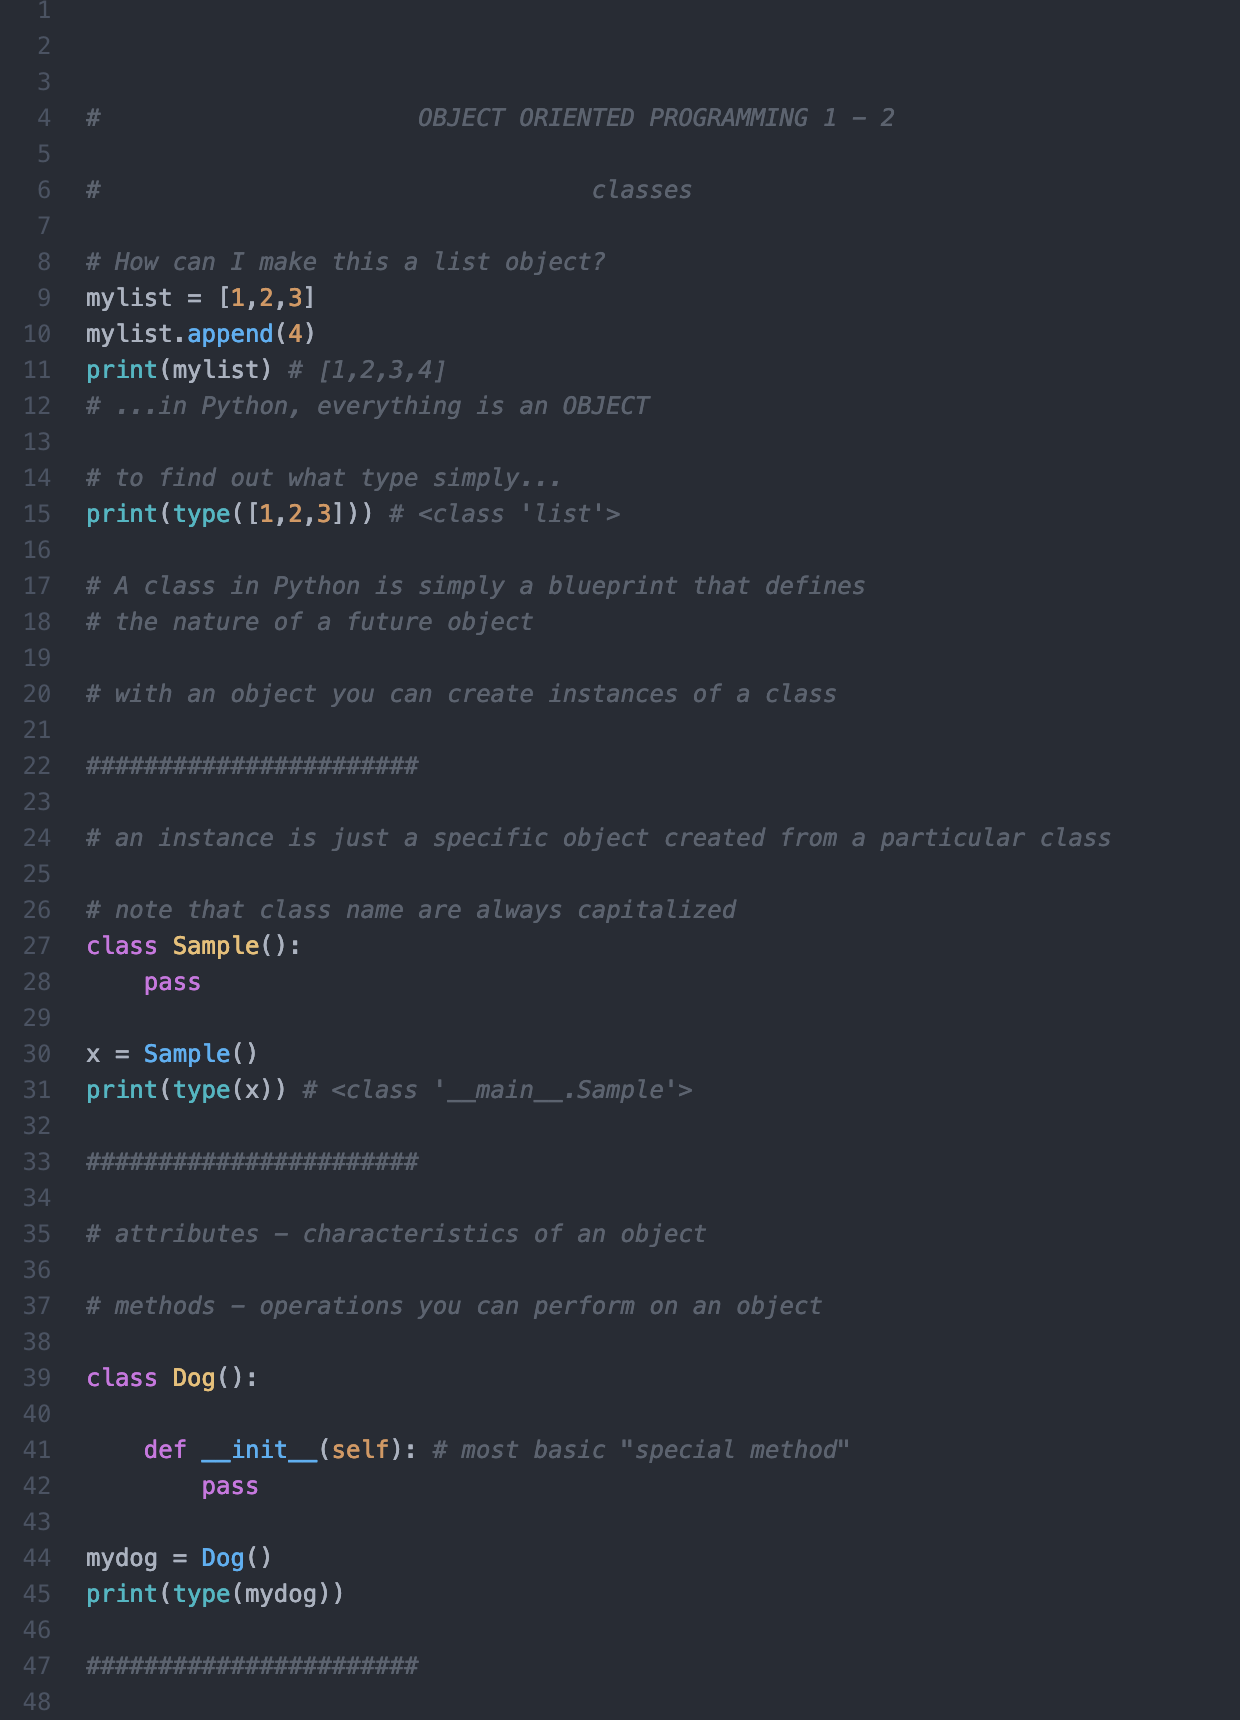 1
2
3
4 # OBJECT ORIENTED PROGRAMMING 1 - 2
5
6 # classes
7
8 # How can I make this a list object?
9 mylist = [1,2,3]
10 mylist.append(4)
11 print(mylist) # [1,2,3,4]
12 # ...in Python, everything is an OBJECT
13
14 # to find out what type simply...
15 print(type([1,2,3])) # <class 'list'>
16
17 # A class in Python is simply a blueprint that defines
18 # the nature of a future object
19
20 # with an object you can create instances of a class
21
22 #######################
23
24 # an instance is just a specific object created from a particular class
25
26 # note that class name are always capitalized
27 class Sample():
28     pass
29
30 x = Sample()
31 print(type(x)) # <class '__main__.Sample'>
32
33 #######################
34
35 # attributes - characteristics of an object
36
37 # methods - operations you can perform on an object
38
39 class Dog():
40
41     def __init__(self): # most basic "special method"
42         pass
43
44 mydog = Dog()
45 print(type(mydog))
46
47 #######################
48